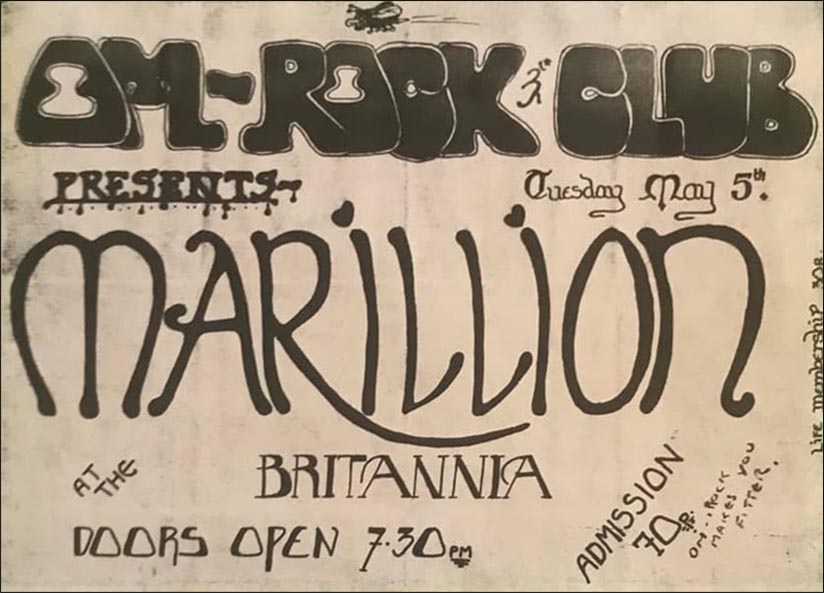 OM-ROCK CLUB
PRESENTS~
Tuesday May 5th.
MARILLION
AT THE
BRITANNIA
DOORS OPEN 7.30PM
ADMISSION
70P.
OM...ROCK
MAKES YOU
FITTER.
LIFE MEMBERSHIP 30P.